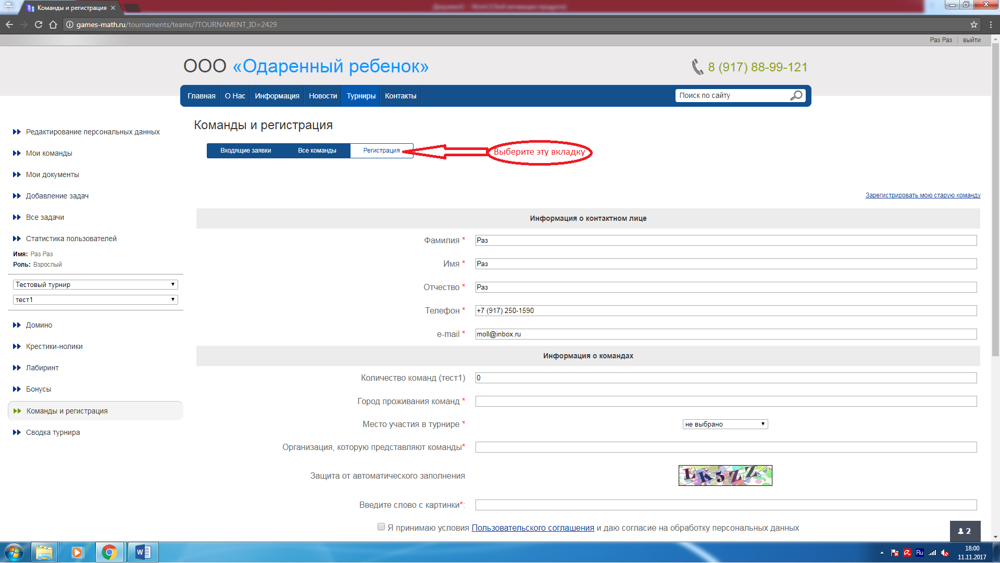 Команды и регистрация
games-math.ru/tournaments/teams/?TOURNAMENT_ID=2429
Раз Раз
выйти
ООО «Одаренный ребенок»
8 (917) 88-99-121
Главная
О Нас
Информация
Новости
Турниры
Контакты
Поиск по сайту
Редактирование персональных данных
Мои команды
Мои документы
Добавление задач
Все задачи
Статистика пользователей
Имя: Раз Раз
Роль: Взрослый
Тестовый турнир
тест1
Домино
Крестики-нолики
Лабиринт
Бонусы
Команды и регистрация
Сводка турнира
Команды и регистрация
Входящие заявки
Все команды
Регистрация
Выберите эту вкладку
Зарегистрировать мою старую команду
Информация о контактном лице
Фамилия * Раз
Имя * Раз
Отчество * Раз
Телефон * +7 (917) 250-1590
e-mail * moll@inbox.ru
Информация о командах
Количество команд (тест1) 0
Город проживания команд *
Место участия в турнире * не выбрано
Организация, которую представляют команды*
Защита от автоматического заполнения LK5ZZ
Введите слово с картинки*:
Я принимаю условия Пользовательского соглашения и даю согласие на обработку персональных данных
2
Ru
18:00
11.11.2017